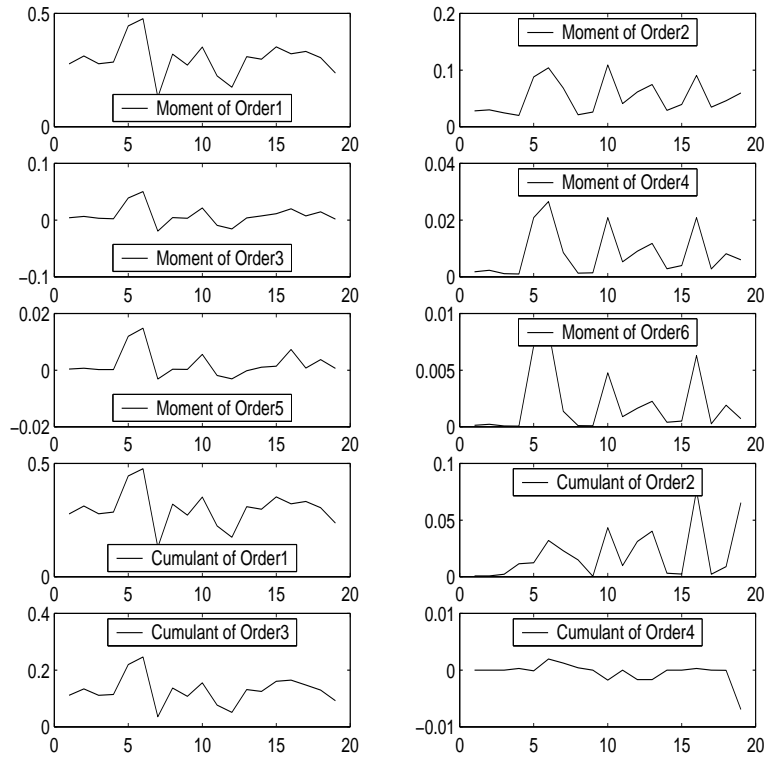 0.5
0
Moment of Order1
0 5 10 15 20
0.2
0.1
0
Moment of Order2
0 5 10 15 20
0.1
0
−0.1
Moment of Order3
0 5 10 15 20
0.04
0.02
0
Moment of Order4
0 5 10 15 20
0.02
0
−0.02
Moment of Order5
0 5 10 15 20
0.01
0.005
0
Moment of Order6
0 5 10 15 20
0.5
0
Cumulant of Order1
0 5 10 15 20
0.1
0.05
0
Cumulant of Order2
0 5 10 15 20
0.4
0.2
0
Cumulant of Order3
0 5 10 15 20
0.01
0
−0.01
Cumulant of Order4
0 5 10 15 20